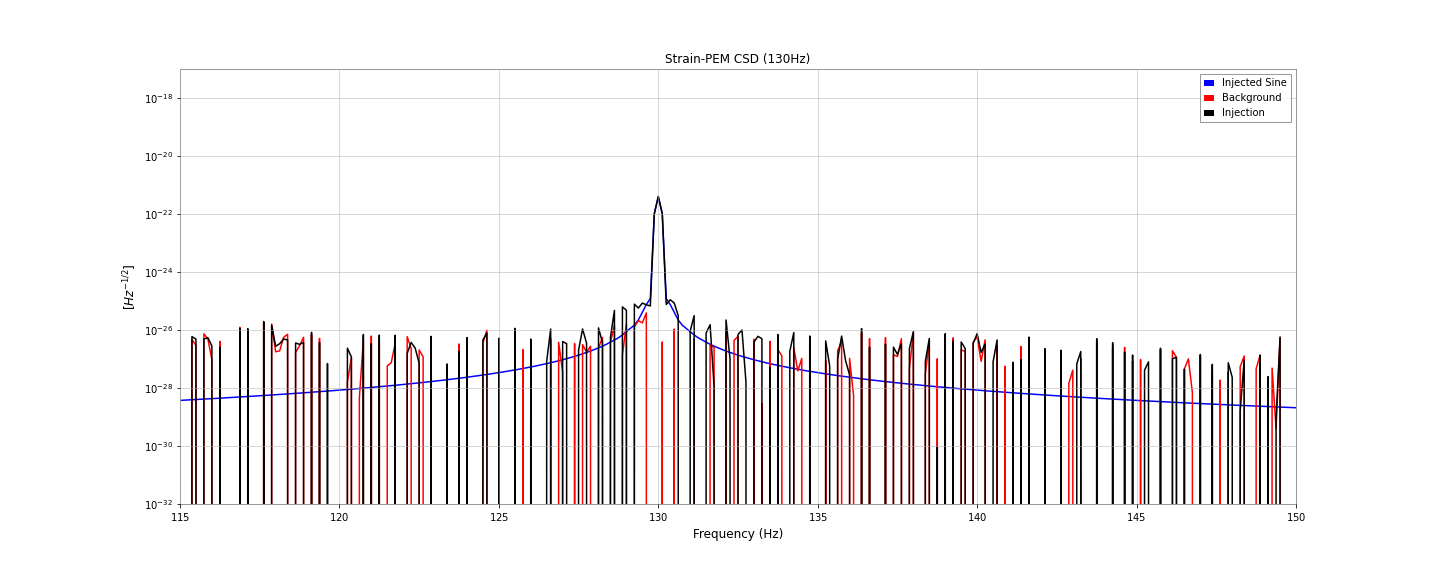 Strain-PEM CSD (130Hz)
Injected Sine
Background
Injection
10⁻¹⁸
10⁻²⁰
10⁻²²
10⁻²⁴
10⁻²⁶
10⁻²⁸
10⁻³⁰
10⁻³²
[Hz⁻¹/²]
115 120 125 130 135 140 145 150
Frequency (Hz)